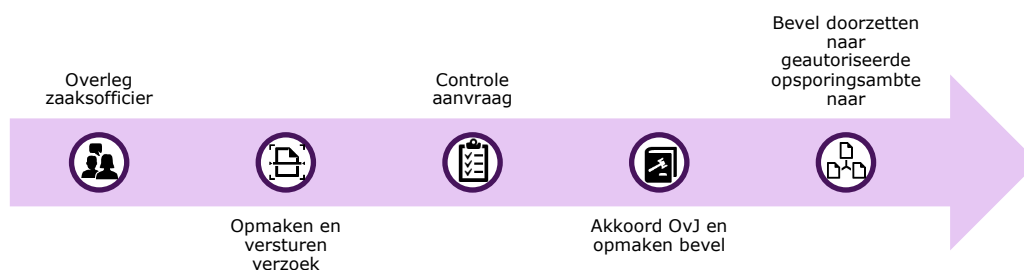 Overleg
zaaksofficier
Opmaken en
versturen
verzoek
Controle
aanvraag
Akkoord OvJ en
opmaken bevel
Bevel doorzetten
naar
geautoriseerde
opsporingsambte
naar